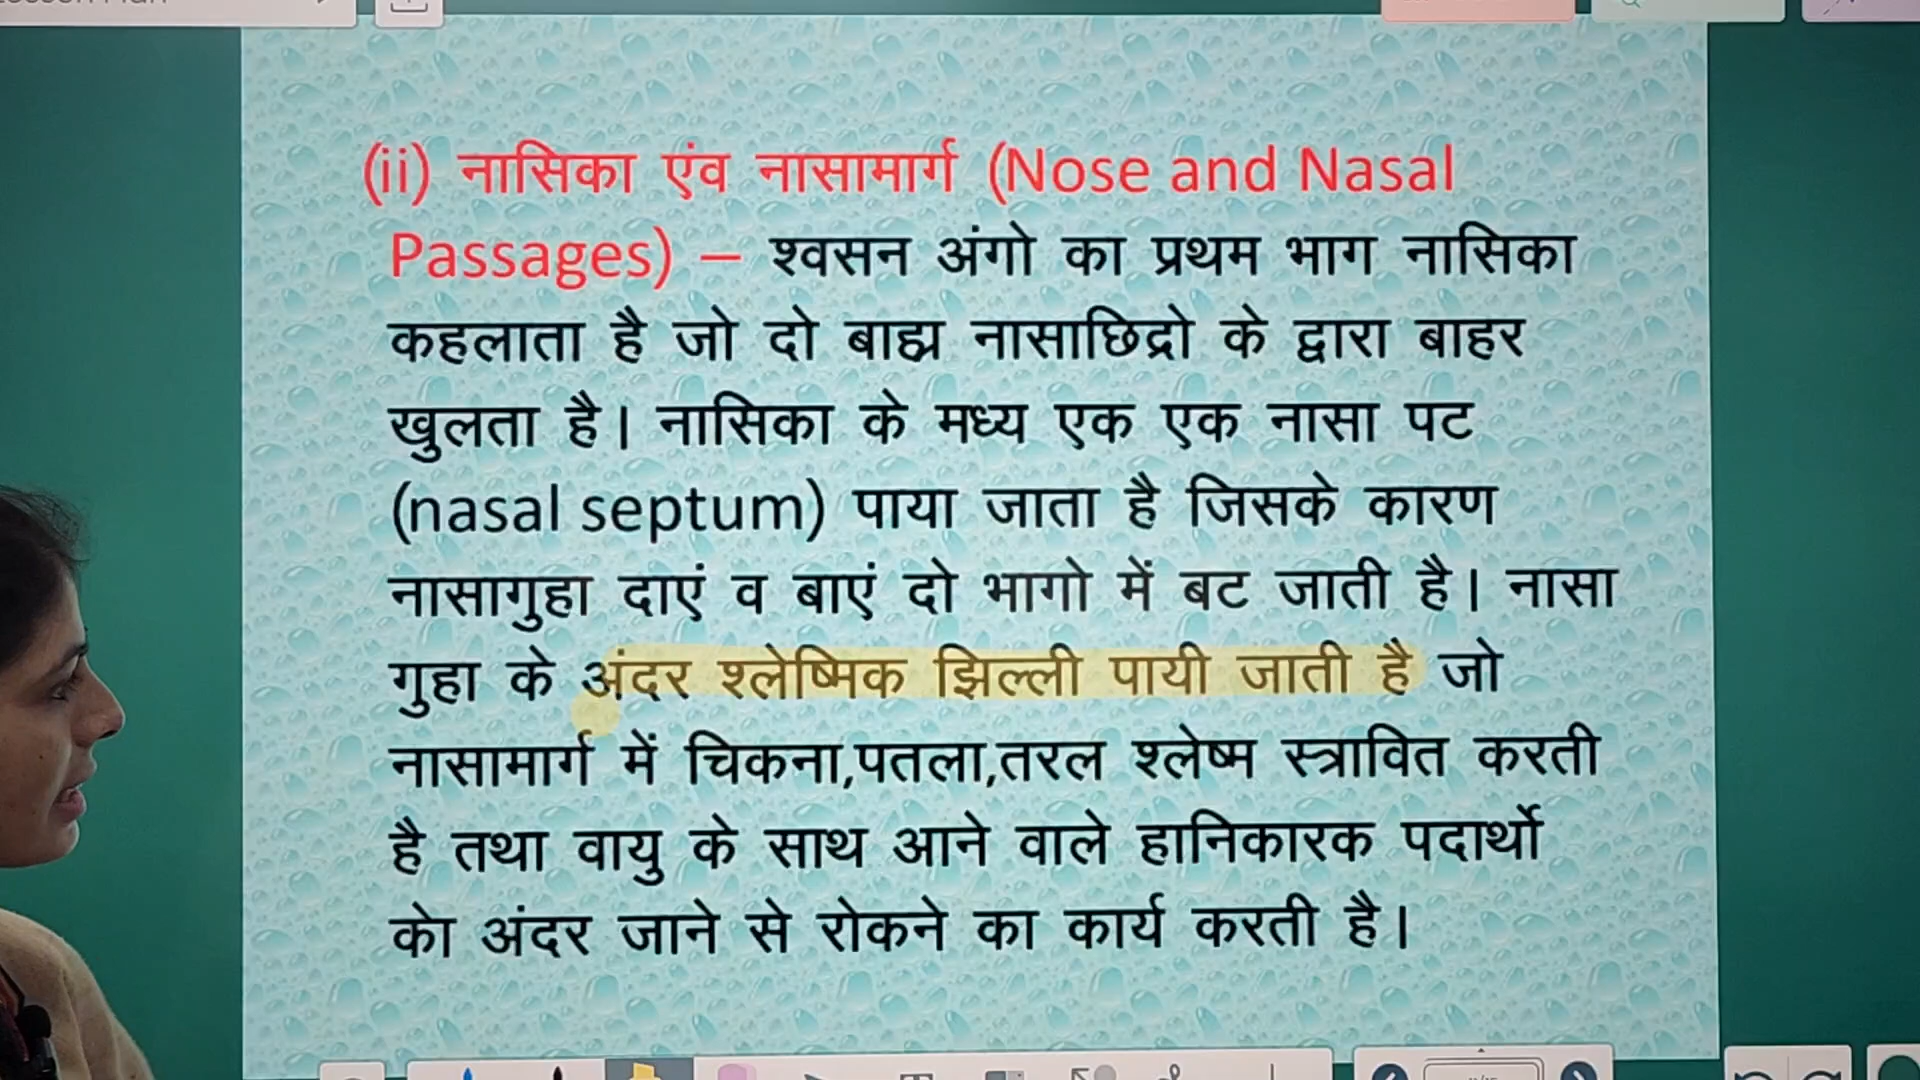 (ii) नासिका एंव नासामार्ग (Nose and Nasal
Passages) – श्वसन अंगो का प्रथम भाग नासिका
कहलाता है जो दो बाह्य नासाछिद्रो के द्वारा बाहर
खुलता है। नासिका के मध्य एक एक नासा पट
(nasal septum) पाया जाता है जिसके कारण
नासागुहा दाएं व बाएं दो भागो में बट जाती है। नासा
गुहा के अंदर श्लेष्मिक झिल्ली पायी जाती है जो
नासामार्ग में चिकना,पतला,तरल श्लेष्म स्त्रावित करती
है तथा वायु के साथ आने वाले हानिकारक पदार्थो
को अंदर जाने से रोकने का कार्य करती है।